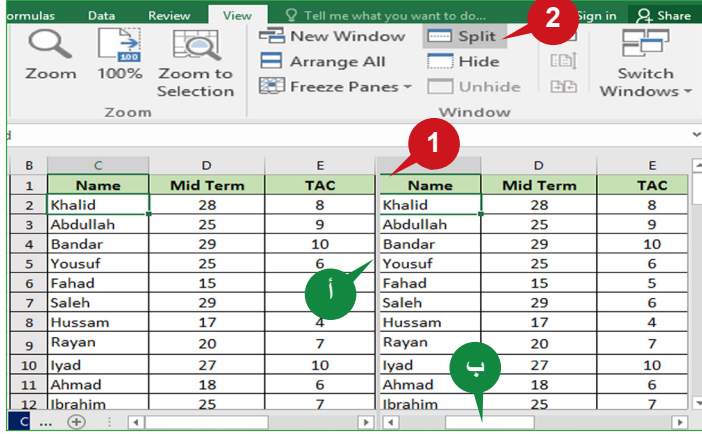 ormulas Data Review View Tell me what you want to do... Sign in Share
2
Zoom 100% Zoom to Selection
100
New Window Split
Arrange All Hide
Freeze Panes Unhide
Switch Windows
Zoom Window
d
1
B C D E D E
1 Name Mid Term TAC Name Mid Term TAC
2 Khalid 28 8 Khalid 28 8
3 Abdullah 25 9 Abdullah 25 9
4 Bandar 29 10 Bandar 29 10
5 Yousuf 25 6 Yousuf 25 6
6 Fahad 15 Fahad 15 5
أ
7 Saleh 29 Saleh 29 6
8 Hussam 17 4 Hussam 17 4
9 Rayan 20 7 Rayan 20 7
10 Iyad 27 10 Iyad 27 10
ب
11 Ahmad 18 6 Ahmad 18 6
12 Ibrahim 25 7 Ibrahim 25 7
C ...